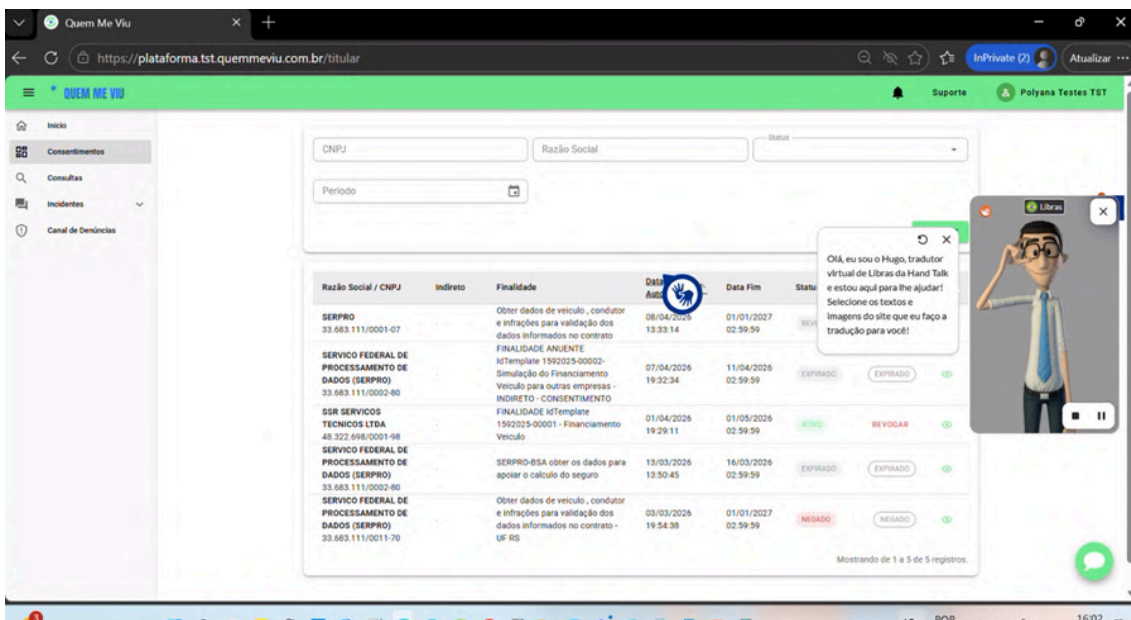 Quem Me Viu
https://plataforma.tst.quemmeviu.com.br/titular
InPrivate (2)
Atualizar
QUEM ME VIU
Suporte
Polyana Testes TST
Início
Consentimentos
Consultas
Incidentes
Canal de Denúncias
CNPJ
Razão Social
Status
Período
Libras
Olá, eu sou o Hugo, tradutor
virtual de Libras da Hand Talk
e estou aqui para lhe ajudar!
Selecione os textos e
imagens do site que eu faço a
tradução para você!
Razão Social / CNPJ Indireto Finalidade Data Data Fim
SERPRO
33.683.111/0001-07
Obter dados de veículo , condutor
e infrações para validação dos
dados informados no contrato
08/04/2026
13:33:14
01/01/2027
02:59:59
SERVICO FEDERAL DE
PROCESSAMENTO DE
DADOS (SERPRO)
33.683.111/0002-80
FINALIDADE ANUENTE
IdTemplate 1592025-00002-
Simulação do Financiamento
Veículo para outras empresas -
INDIRETO - CONSENTIMENTO
07/04/2026
19:32:34
11/04/2026
02:59:59
EXPIRADO
EXPIRADO
SSR SERVICOS
TECNICOS LTDA
48.322.698/0001-98
FINALIDADE IdTemplate
1592025-00001 - Financiamento
Veículo
01/04/2026
19:29:11
01/05/2026
02:59:59
ATIVO
REVOGAR
SERVICO FEDERAL DE
PROCESSAMENTO DE
DADOS (SERPRO)
33.683.111/0002-80
SERPRO-BSA obter os dados para
apoiar o calculo do seguro
13/03/2026
13:50:45
16/03/2026
02:59:59
EXPIRADO
EXPIRADO
SERVICO FEDERAL DE
PROCESSAMENTO DE
DADOS (SERPRO)
33.683.111/0011-70
Obter dados de veículo , condutor
e infrações para validação dos
dados informados no contrato -
UF RS
03/03/2026
19:54:38
01/01/2027
02:59:59
NEGADO
NEGADO
Mostrando de 1 a 5 de 5 registros.
3
POR
16:02